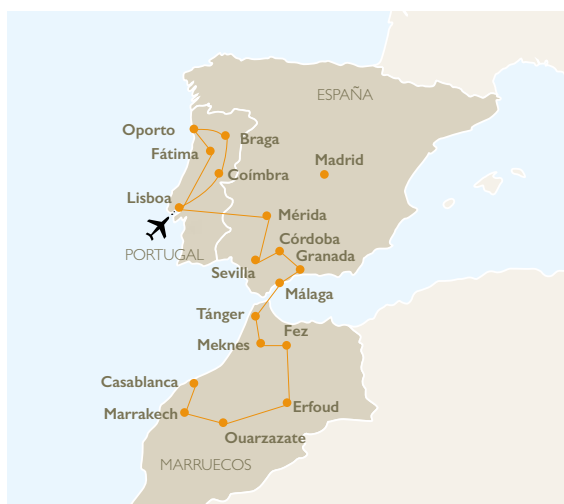 ESPAÑA
Oporto
Braga
Fátima
Madrid
Coímbra
Lisboa
Mérida
Córdoba
PORTUGAL
Granada
Sevilla
Málaga
Tánger
Fez
Meknes
Casablanca
Erfoud
Marrakech
Ouarzazate
MARRUECOS